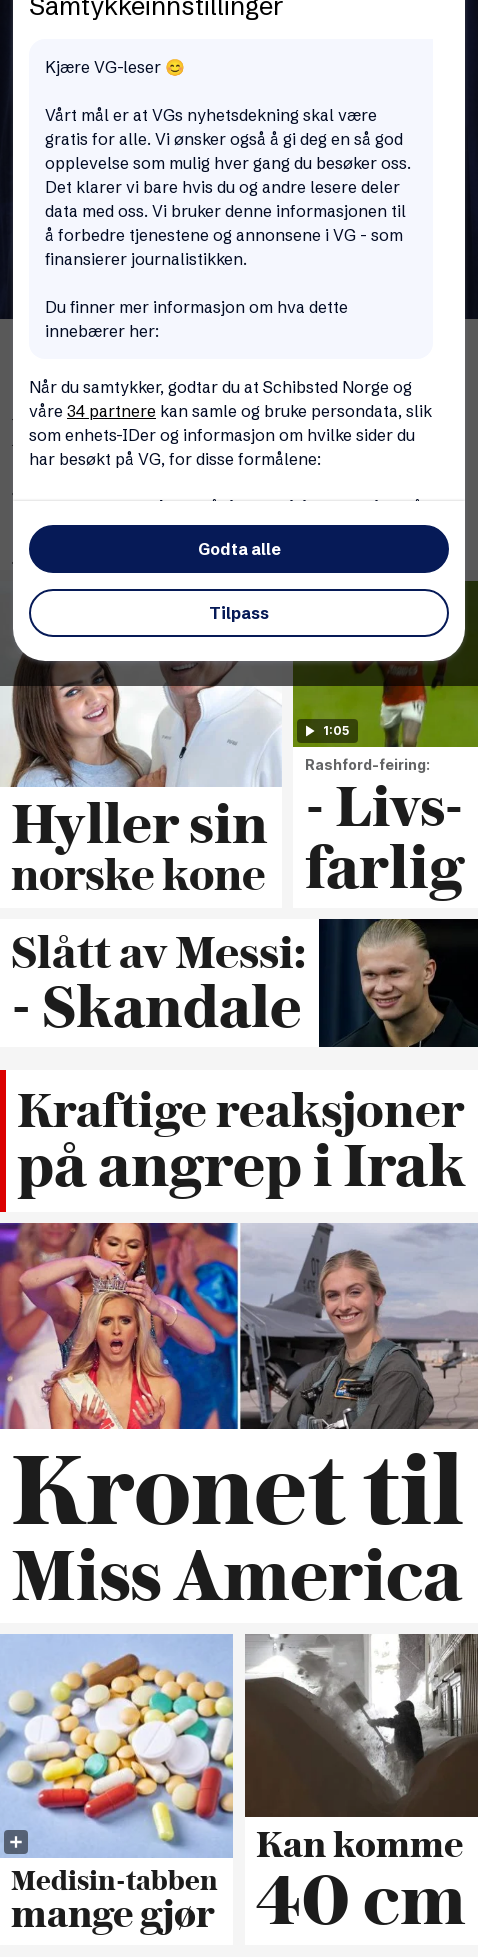 Samtykkeinnstillinger
Kjære VG-leser 😊
Vårt mål er at VGs nyhetsdekning skal være
gratis for alle. Vi ønsker også å gi deg en så god
opplevelse som mulig hver gang du besøker oss.
Det klarer vi bare hvis du og andre lesere deler
data med oss. Vi bruker denne informasjonen til
å forbedre tjenestene og annonsene i VG - som
finansierer journalistikken.
Du finner mer informasjon om hva dette
innebærer her:
Når du samtykker, godtar du at Schibsted Norge og
våre 34 partnere kan samle og bruke persondata, slik
som enhets-IDer og informasjon om hvilke sider du
har besøkt på VG, for disse formålene:
Godta alle
Tilpass
1:05
Hyller sin
norske kone
Rashford-feiring:
- Livs-
farlig
Slått av Messi:
- Skandale
Kraftige reaksjoner
på angrep i Irak
Kronet til
Miss America
Medisin-tabben
mange gjør
Kan komme
40 cm